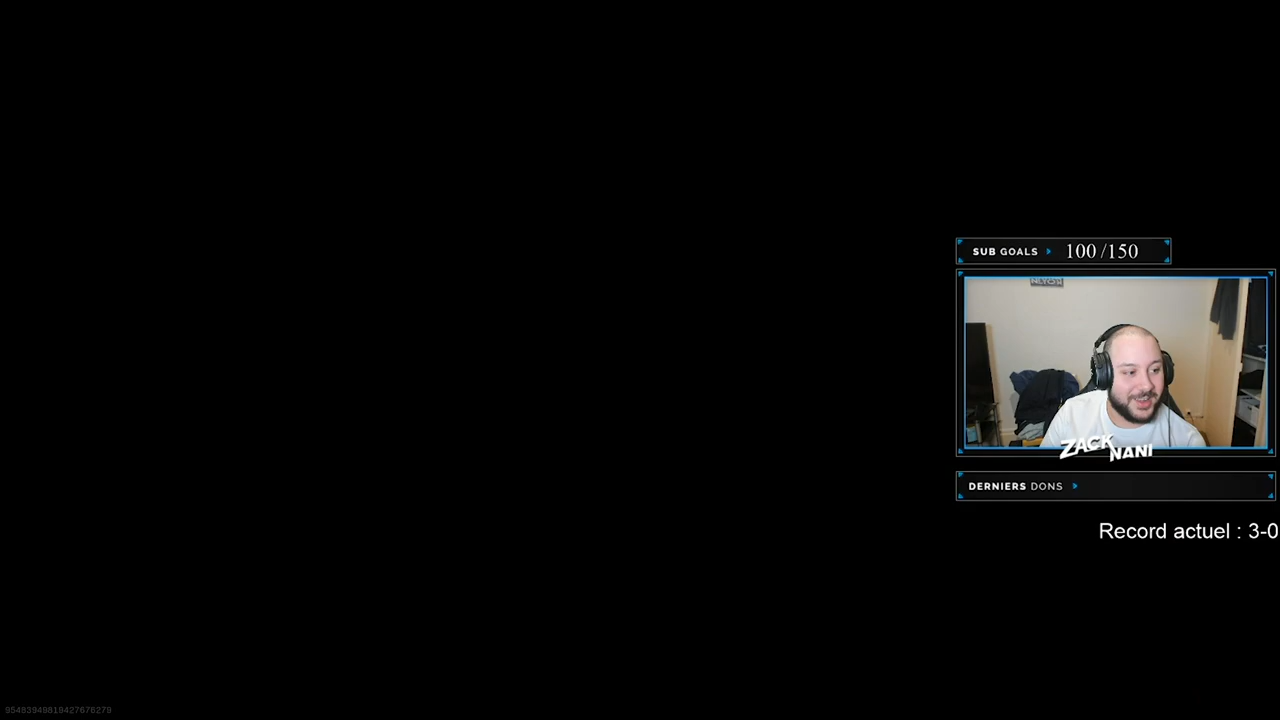 SUB GOALS 100 /150
ZACK NANI
DERNIERS DONS
Record actuel : 3-0